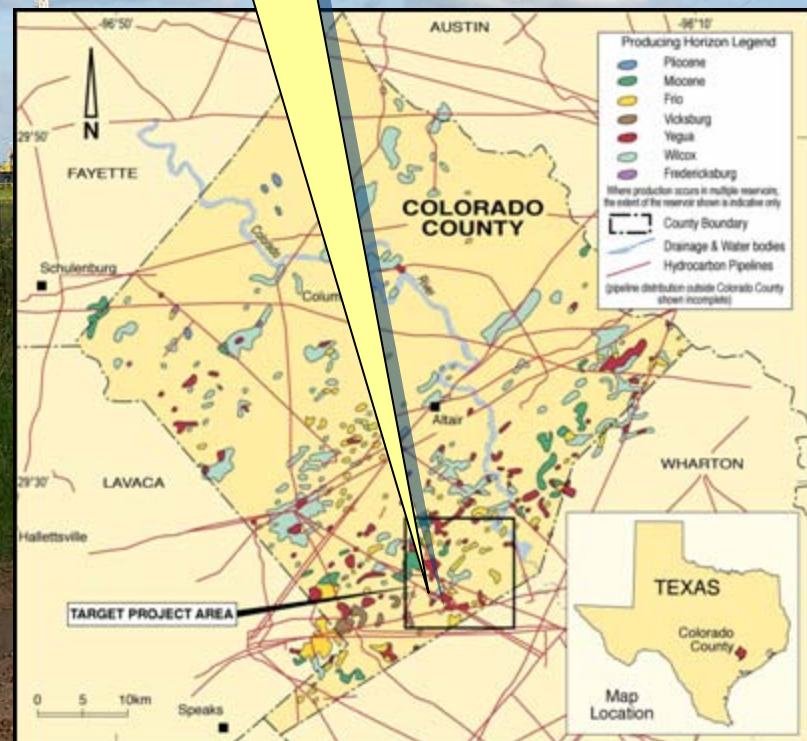 -96°50'
AUSTIN
-96°10'
Producing Horizon Legend
Pliocene
Miocene
Frio
Vicksburg
Yegua
Wilcox
Fredericksburg
Where production occurs in multiple reservoirs,
the extent of the reservoir shown is indicative only
County Boundary
Drainage & Water bodies
Hydrocarbon Pipelines
(pipeline distribution outside Colorado County
shown incomplete)
N
29°50'
FAYETTE
COLORADO
COUNTY
Colorado
River
Schulenburg
Colum
Altair
29°30'
LAVACA
WHARTON
Hallettsville
TARGET PROJECT AREA
TEXAS
Colorado
County
Map
Location
0 5 10km
Speaks